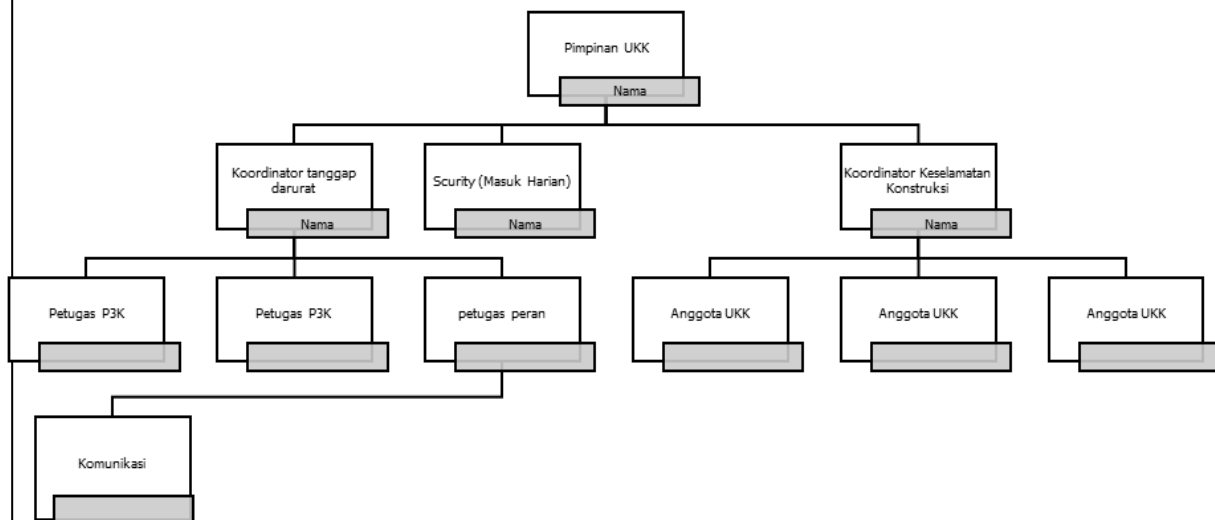 Pimpinan UKK
Nama
Koordinator tanggap
darurat
Nama
Scurity (Masuk Harian)
Nama
Koordinator Keselamatan
Konstruksi
Nama
Petugas P3K
Petugas P3K
petugas peran
Anggota UKK
Anggota UKK
Anggota UKK
Komunikasi